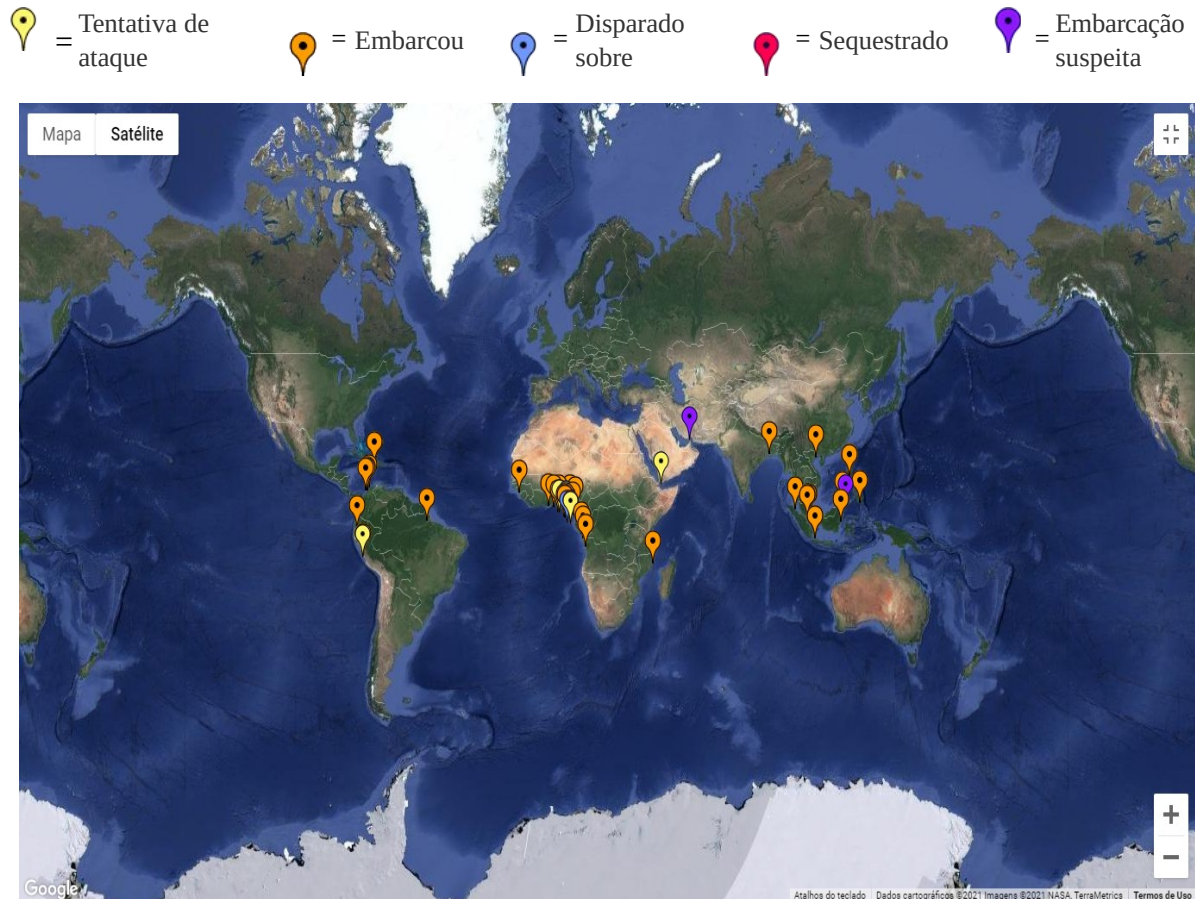 = Tentativa de
ataque
= Embarcou
= Disparado
sobre
= Sequestrado
= Embarcação
suspeita
Mapa Satélite
+
−
Google
Atalhos do teclado Dados cartográficos ©2021 Imagens ©2021 NASA, TerraMetrics Termos de Uso